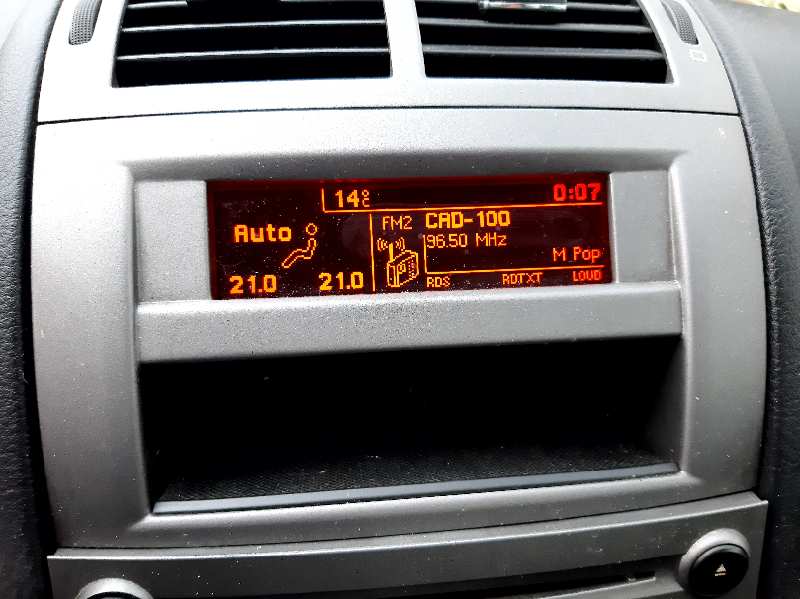 14°C
0:07
Auto
21.0 21.0
FM2 CAD-100
96.50 MHz
M Pop
RDS RDTXT LOUD